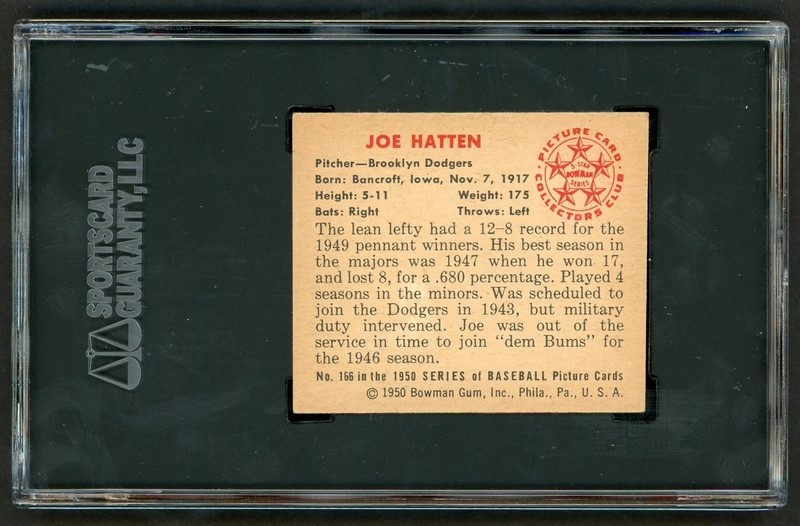 SPORTSCARD
GUARANTY, LLC
JOE HATTEN
Pitcher—Brooklyn Dodgers
Born: Bancroft, Iowa, Nov. 7, 1917
Height: 5-11 Weight: 175
Bats: Right Throws: Left
PICTURE CARD
COLLECTORS CLUB
5-STAR
BOWMAN
SERIES
The lean lefty had a 12–8 record for the
1949 pennant winners. His best season in
the majors was 1947 when he won 17,
and lost 8, for a .680 percentage. Played 4
seasons in the minors. Was scheduled to
join the Dodgers in 1943, but military
duty intervened. Joe was out of the
service in time to join "dem Bums" for
the 1946 season.
No. 166 in the 1950 SERIES of BASEBALL Picture Cards
© 1950 Bowman Gum, Inc., Phila., Pa., U. S. A.